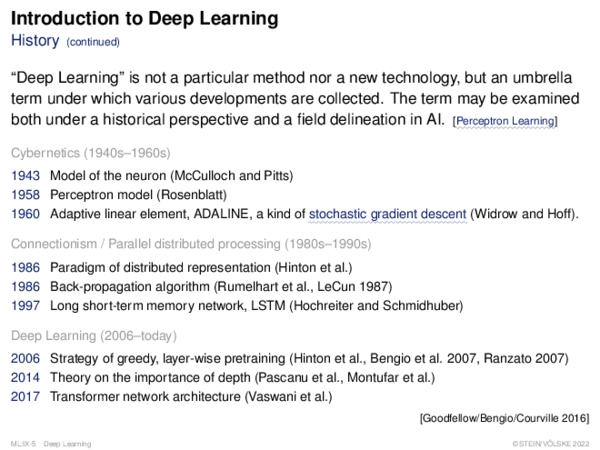 Introduction to Deep Learning
History (continued)
“Deep Learning” is not a particular method nor a new technology, but an umbrella
term under which various developments are collected. The term may be examined
both under a historical perspective and a field delineation in AI. [Perceptron Learning]
Cybernetics (1940s–1960s)
1943 Model of the neuron (McCulloch and Pitts)
1958 Perceptron model (Rosenblatt)
1960 Adaptive linear element, ADALINE, a kind of stochastic gradient descent (Widrow and Hoff).
Connectionism / Parallel distributed processing (1980s–1990s)
1986 Paradigm of distributed representation (Hinton et al.)
1986 Back-propagation algorithm (Rumelhart et al., LeCun 1987)
1997 Long short-term memory network, LSTM (Hochreiter and Schmidhuber)
Deep Learning (2006–today)
2006 Strategy of greedy, layer-wise pretraining (Hinton et al., Bengio et al. 2007, Ranzato 2007)
2014 Theory on the importance of depth (Pascanu et al., Montufar et al.)
2017 Transformer network architecture (Vaswani et al.)
[Goodfellow/Bengio/Courville 2016]
ML:IX-5 Deep Learning ©STEIN/VÖLSKE 2022